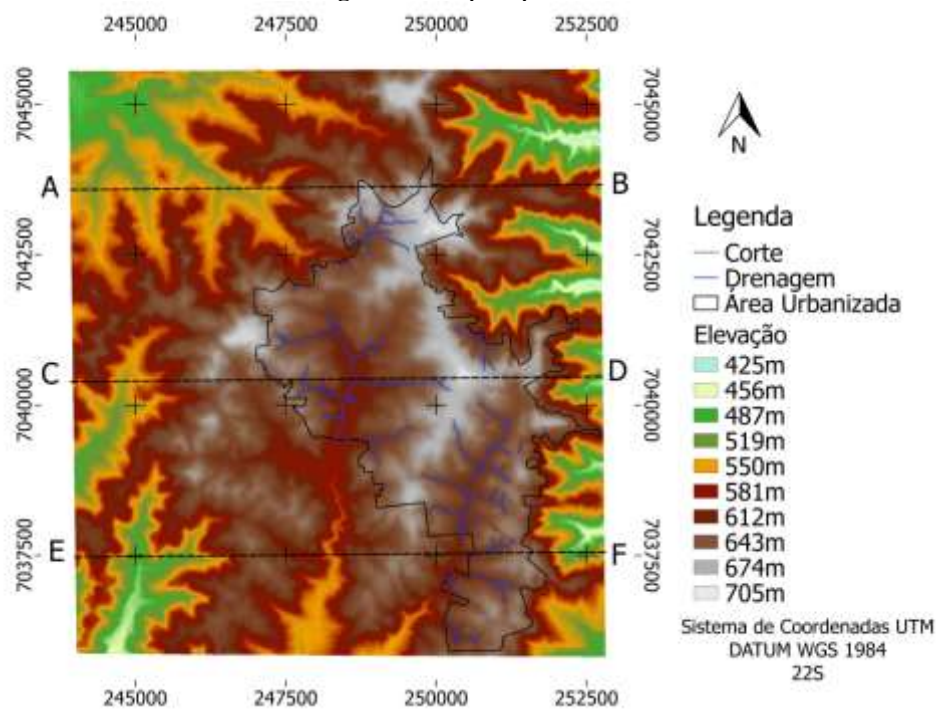 245000 247500 250000 252500
7045000 7045000
N
A B
7042500 7042500
C D
7040000 7040000
E F
7037500 7037500
245000 247500 250000 252500
Legenda
Corte
Drenagem
Área Urbanizada
Elevação
425m
456m
487m
519m
550m
581m
612m
643m
674m
705m
Sistema de Coordenadas UTM
DATUM WGS 1984
22S